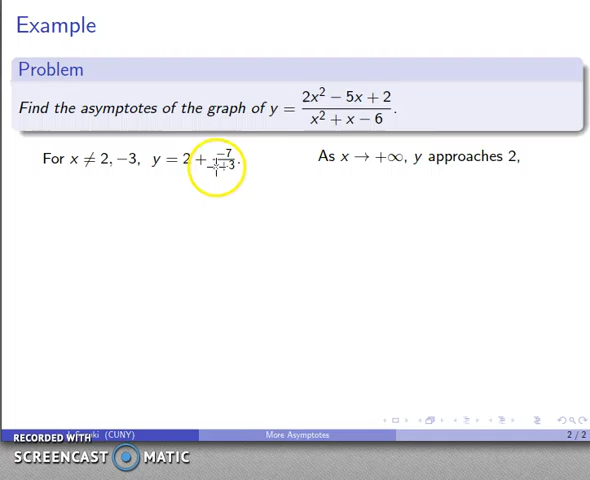 Example
Problem
Find the asymptotes of the graph of y = (2x² − 5x + 2)/(x² + x − 6).
For x ≠ 2, −3, y = 2 + −7/ +3.
As x → +∞, y approaches 2,
(CUNY)
More Asymptotes
2 / 2
RECORDED WITH
SCREENCAST MATIC